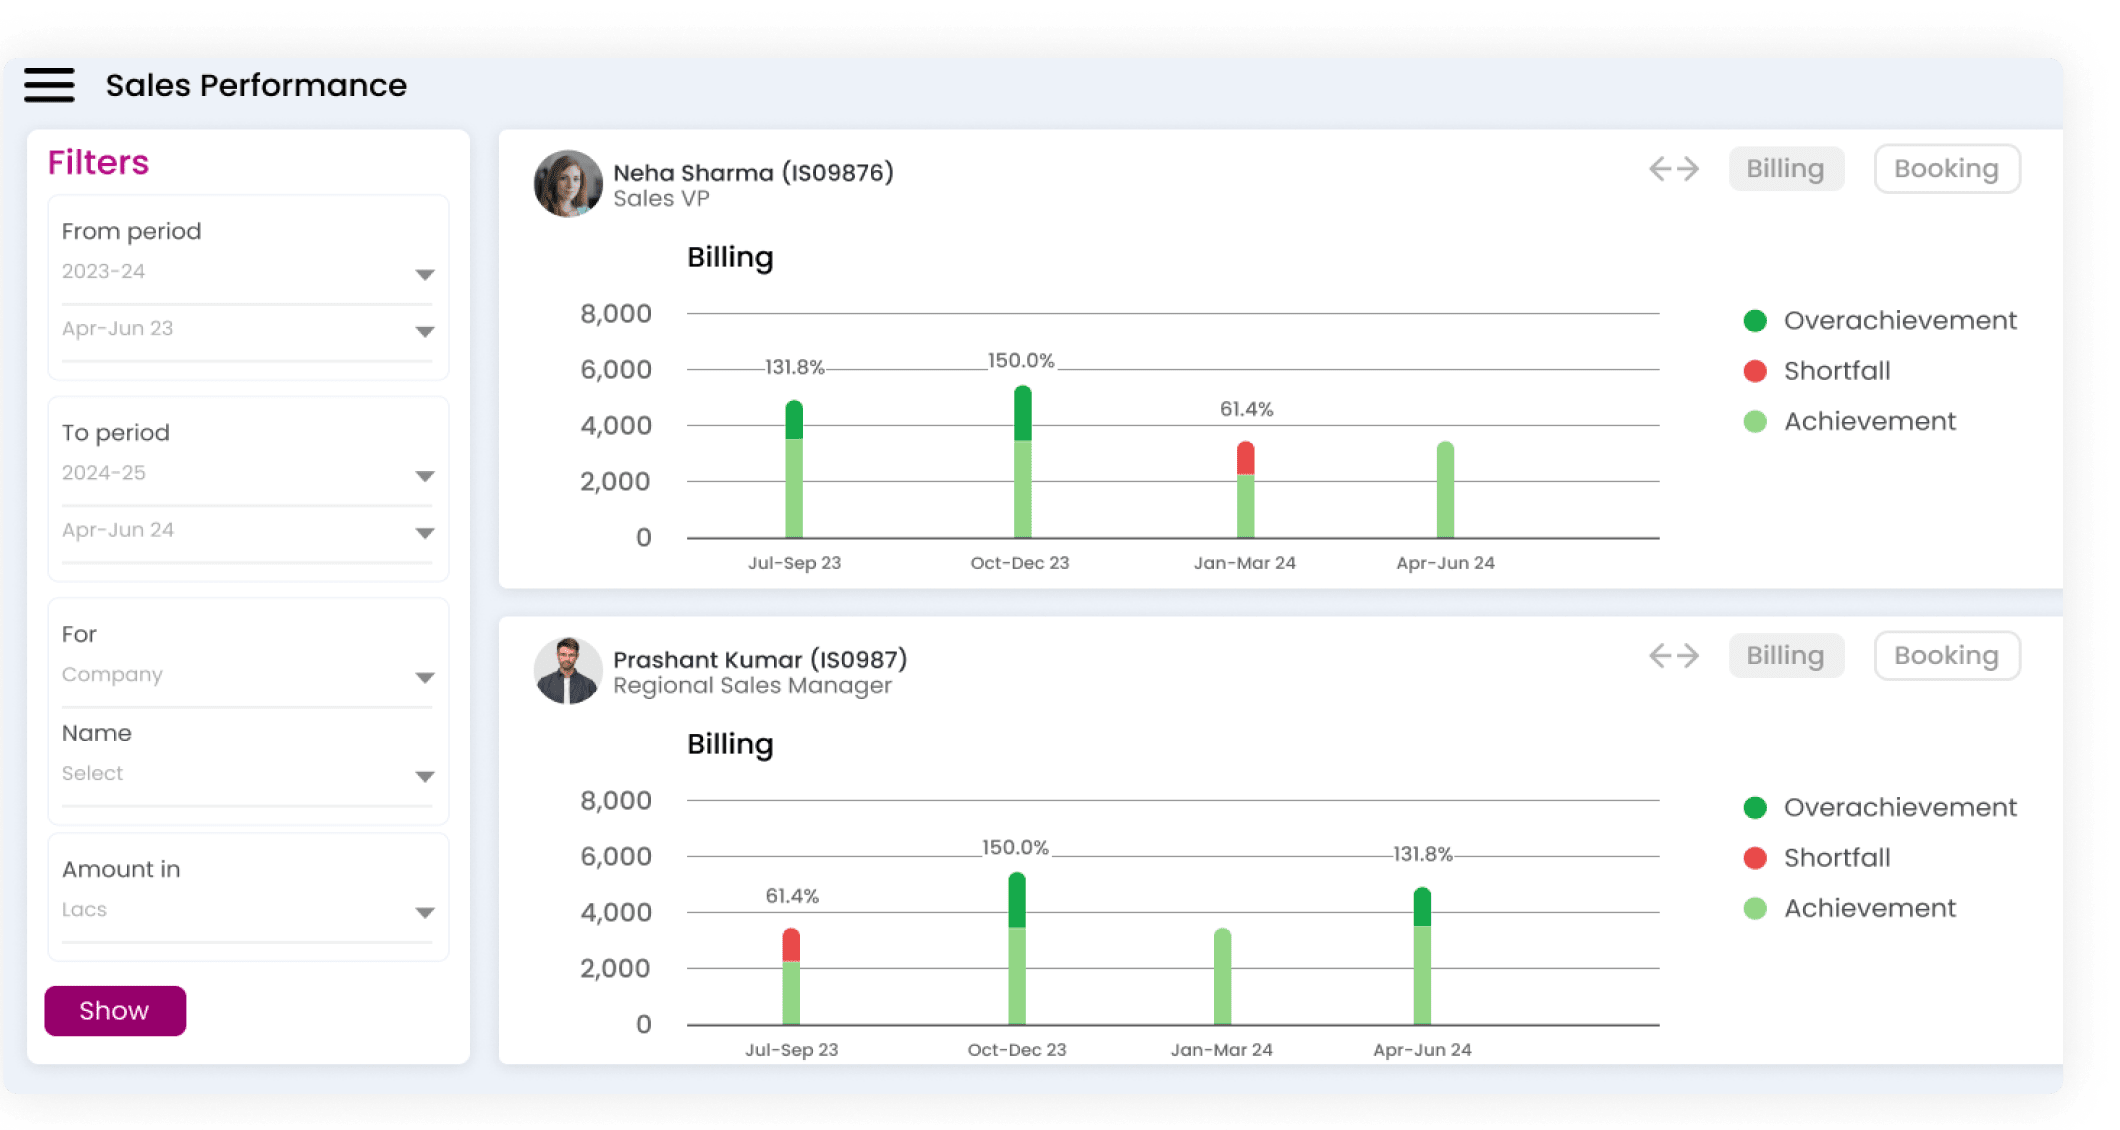 Sales Performance
Filters
From period
2023-24
Apr-Jun 23
To period
2024-25
Apr-Jun 24
For
Company
Name
Select
Amount in
Lacs
Show
Neha Sharma (IS09876)
Sales VP
Billing
Booking
Billing
8,000
6,000
4,000
2,000
0
131.8%
150.0%
61.4%
Jul-Sep 23
Oct-Dec 23
Jan-Mar 24
Apr-Jun 24
Overachievement
Shortfall
Achievement
Prashant Kumar (IS0987)
Regional Sales Manager
Billing
Booking
Billing
8,000
6,000
4,000
2,000
0
61.4%
150.0%
131.8%
Jul-Sep 23
Oct-Dec 23
Jan-Mar 24
Apr-Jun 24
Overachievement
Shortfall
Achievement